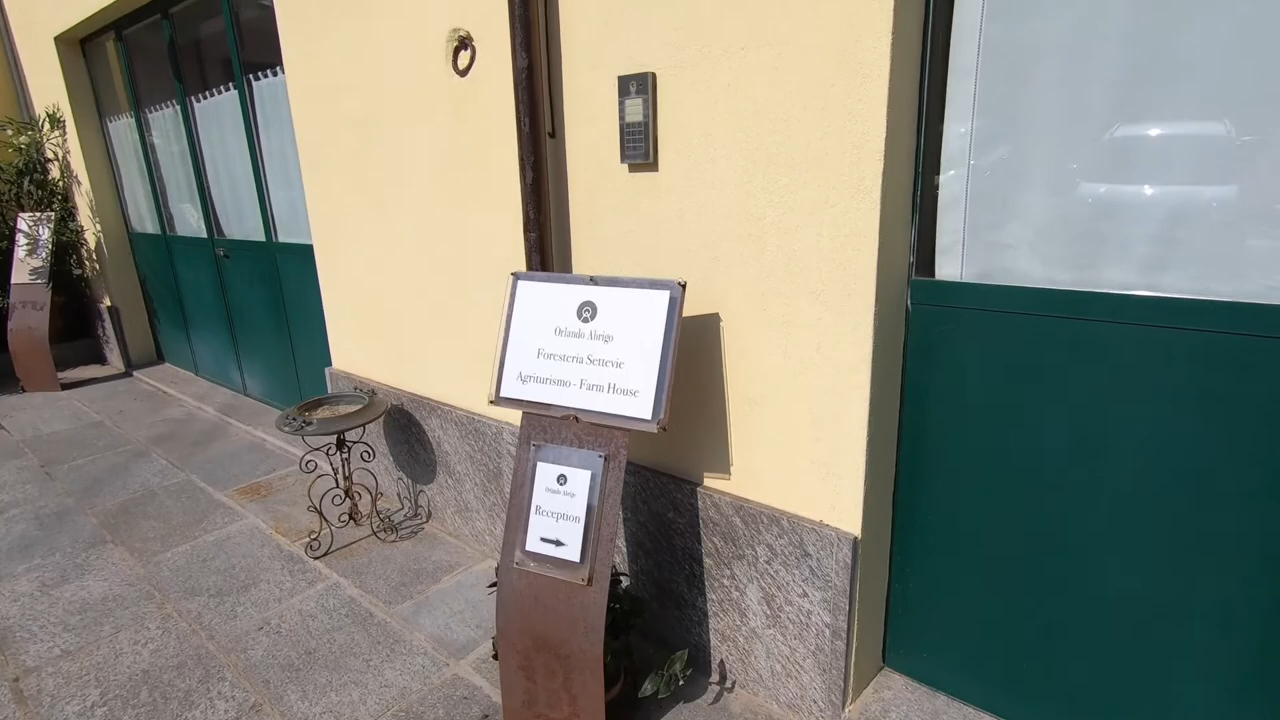 Orlando Abrigo
Foresteria Settevie
Agriturismo - Farm House
Orlando Abrigo
Reception